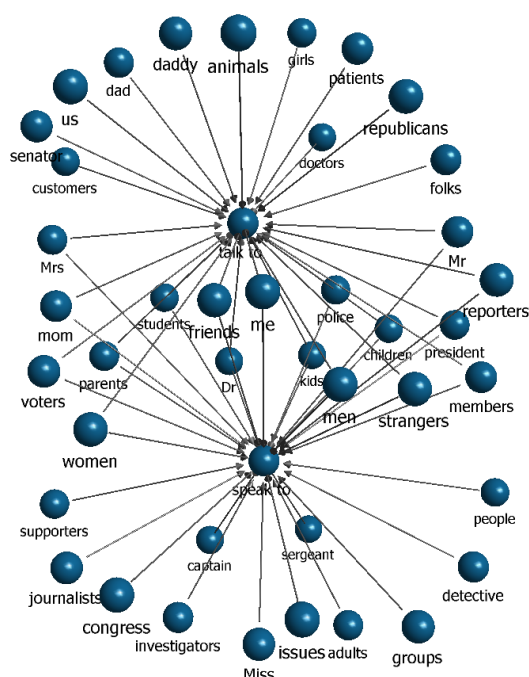 girls
daddy
animals
dad
patients
us
republicans
senator
doctors
customers
folks
talk to
Mrs
Mr
reporters
students
friends
me
police
mom
children
president
parents
Dr
kids
voters
men
strangers
members
women
speak to
supporters
people
captain
sergeant
journalists
detective
congress
investigators
issues
adults
groups
Miss